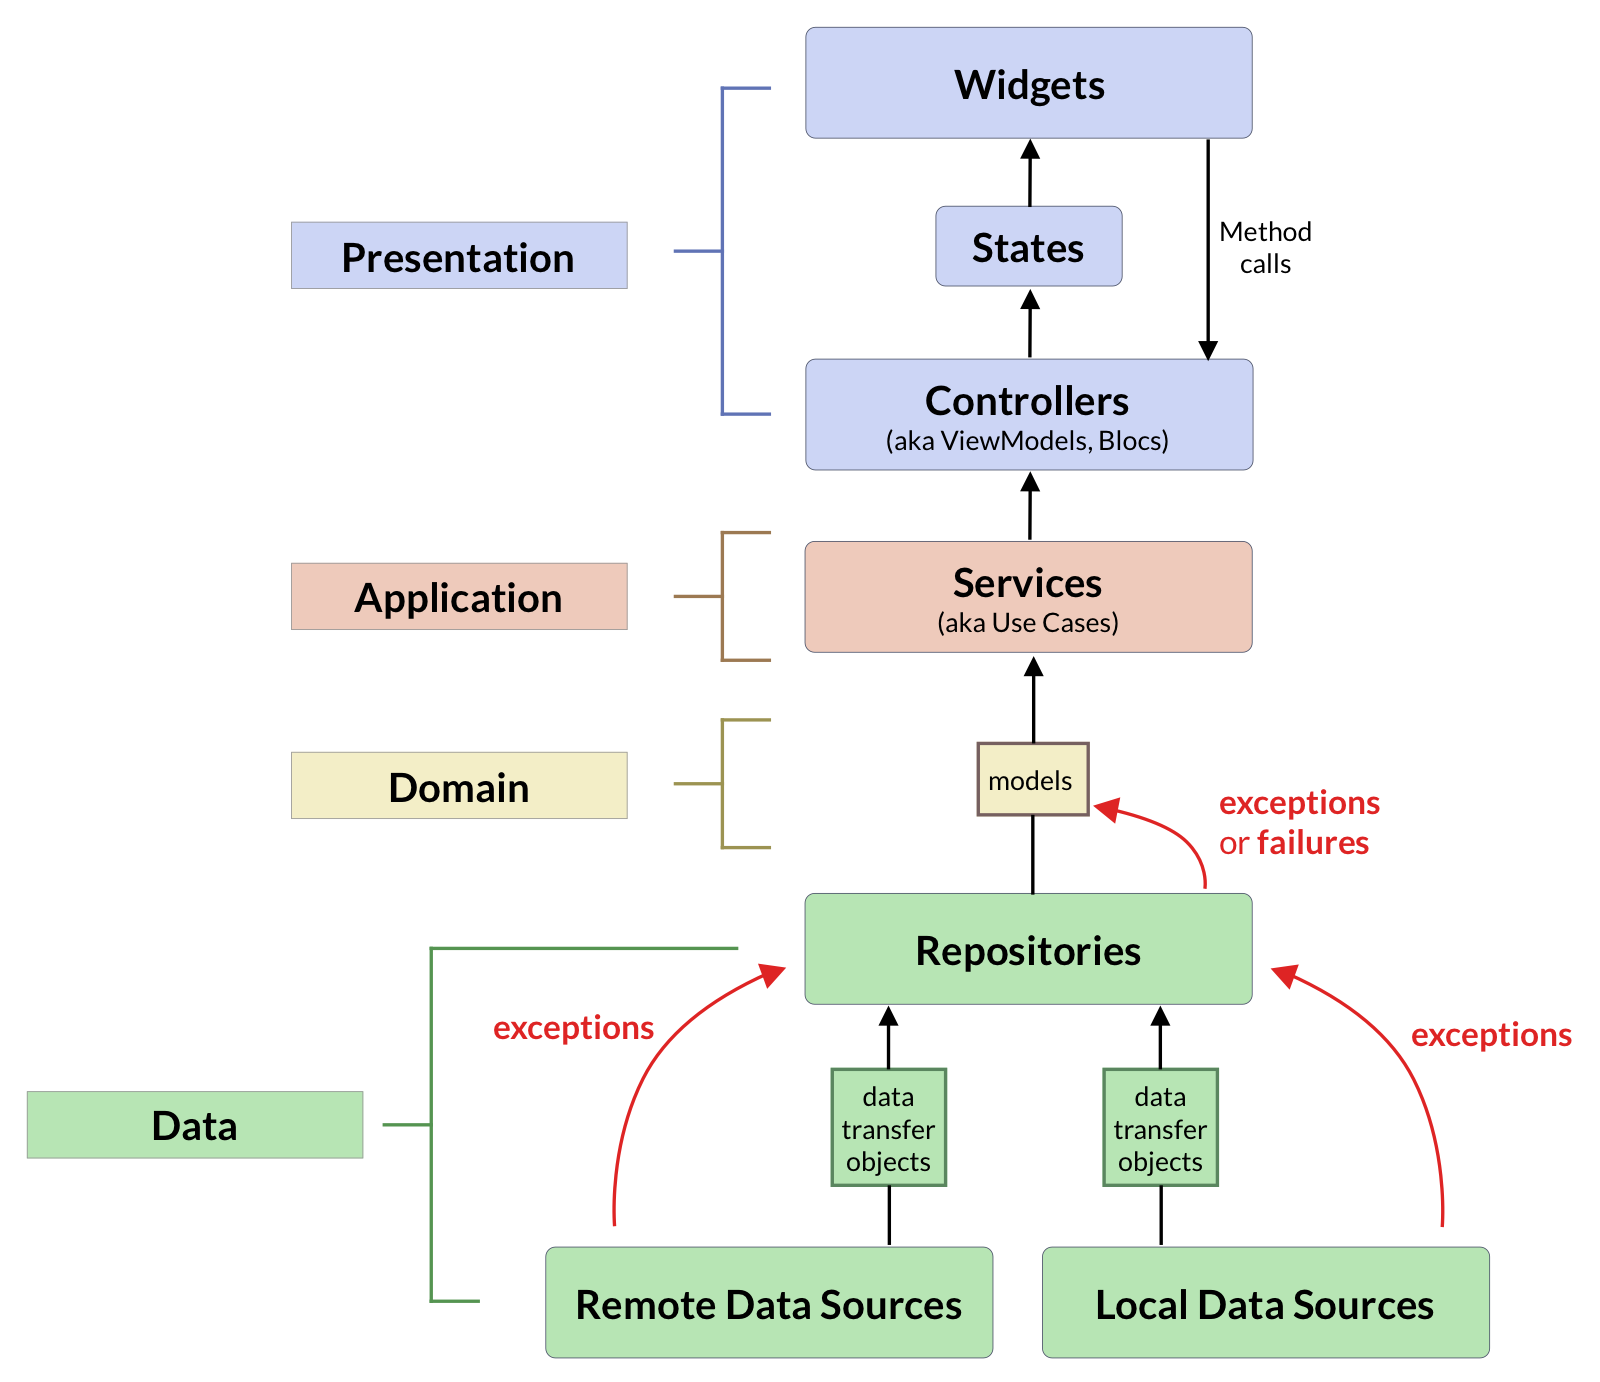 Widgets
States
Method
calls
Presentation
Controllers
(aka ViewModels, Blocs)
Application
Services
(aka Use Cases)
Domain
models
exceptions
or failures
Repositories
exceptions
exceptions
Data
data
transfer
objects
data
transfer
objects
Remote Data Sources
Local Data Sources